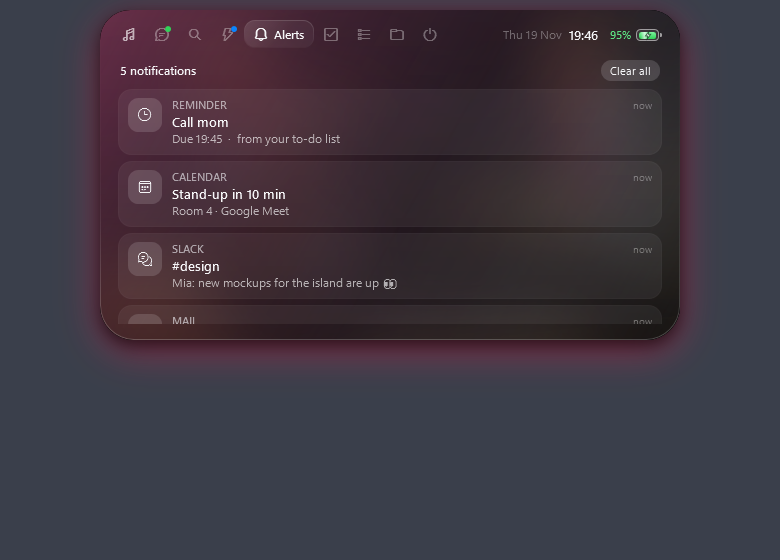 Alerts
Thu 19 Nov 19:46 95%
5 notifications
Clear all
REMINDER
now
Call mom
Due 19:45 · from your to-do list
CALENDAR
now
Stand-up in 10 min
Room 4 · Google Meet
SLACK
now
#design
Mia: new mockups for the island are up 👀
MAIL
now